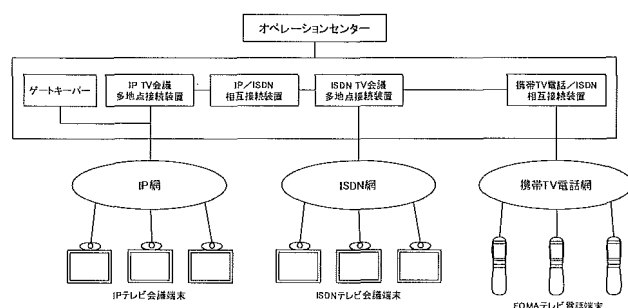 オペレーションセンター
ゲートキーパー
IP TV会議
多地点接続装置
IP／ISDN
相互接続装置
ISDN TV会議
多地点接続装置
携帯TV電話／ISDN
相互接続装置
IP網
ISDN網
携帯TV電話網
IPテレビ会議端末
ISDNテレビ会議端末
FOMAテレビ電話端末